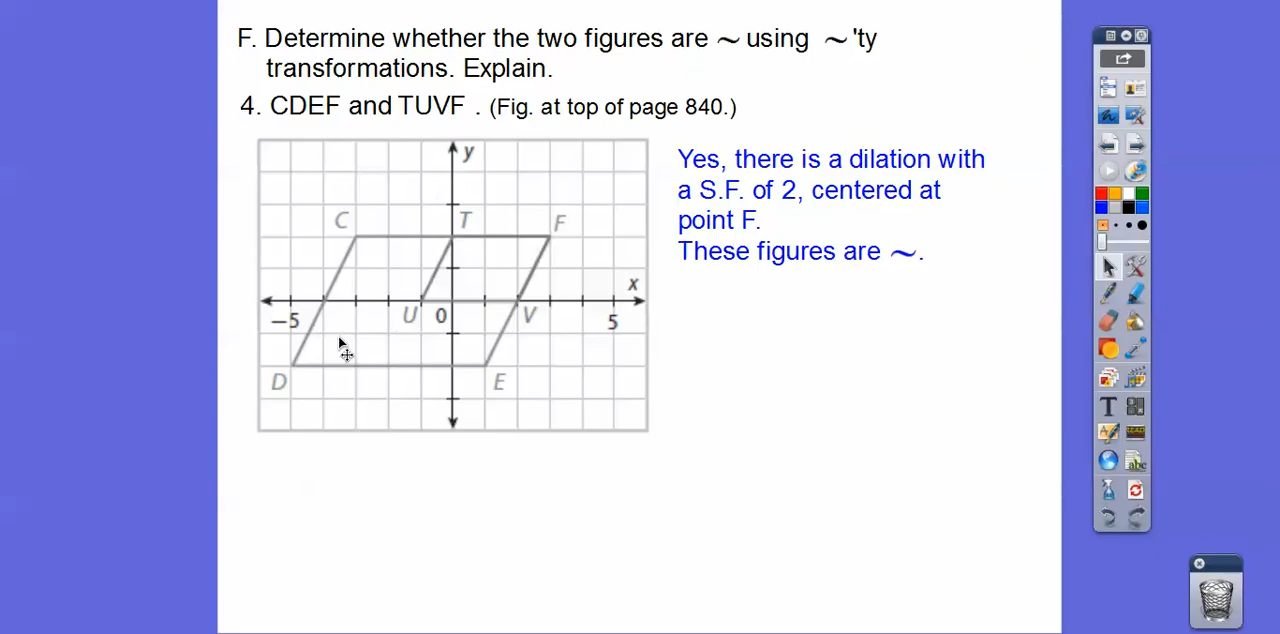 F. Determine whether the two figures are ~ using ~'ty
transformations. Explain.
4. CDEF and TUVF . (Fig. at top of page 840.)
Yes, there is a dilation with
a S.F. of 2, centered at
point F.
These figures are ~.
y
C T F
x
-5 U 0 V 5
D E